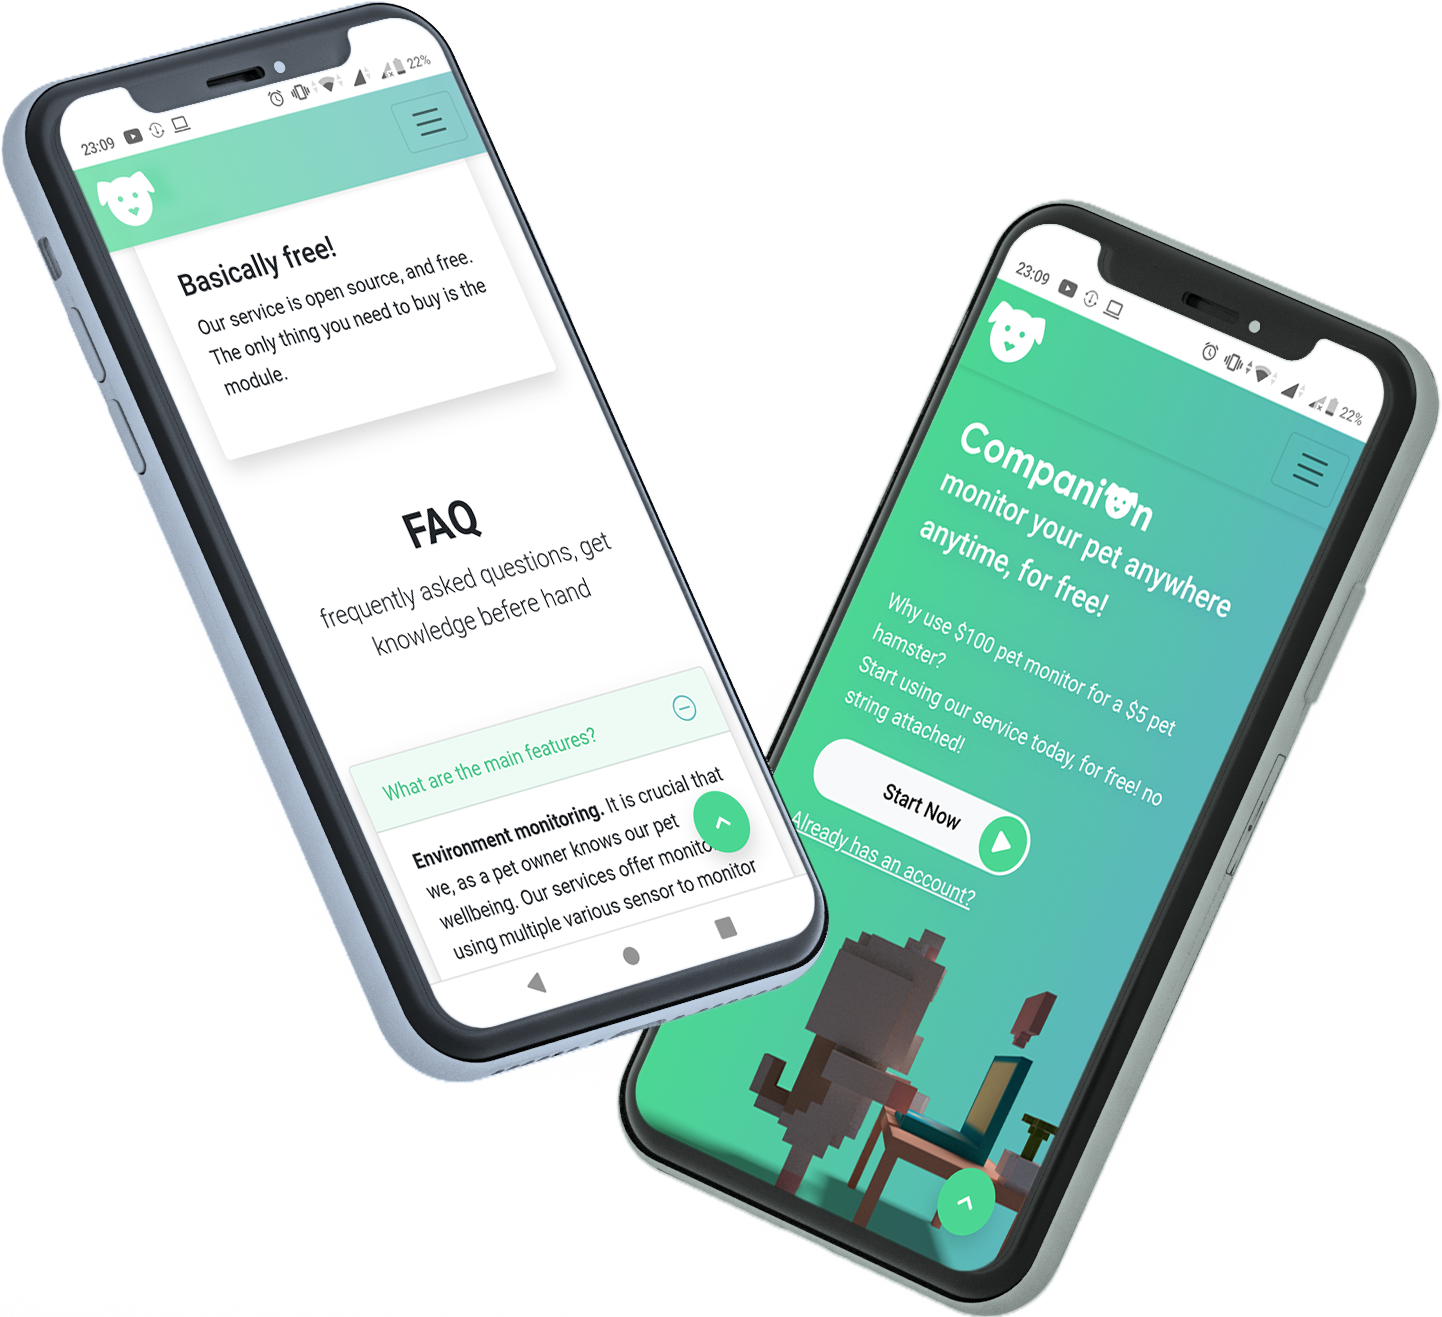 23:09
22%
Basically free!
Our service is open source, and free.
The only thing you need to buy is the
module.
FAQ
frequently asked questions, get
knowledge befere hand
What are the main features?
Environment monitoring. It is crucial that
we, as a pet owner knows our pet
wellbeing. Our services offer monito
using multiple various sensor to monitor
23:09
22%
Companion
monitor your pet anywhere
anytime, for free!
Why use $100 pet monitor for a $5 pet
hamster?
Start using our service today, for free! no
string attached!
Start Now
Already has an account?